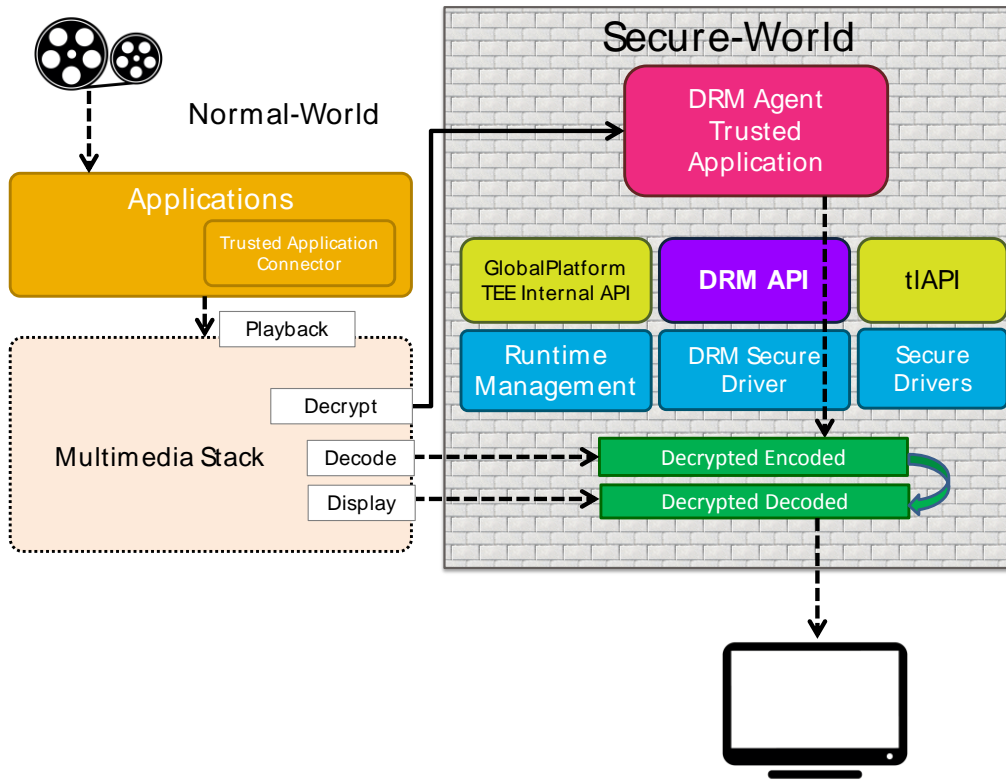 Secure-World
DRM Agent
Trusted
Application
Normal-World
Applications
Trusted Application
Connector
GlobalPlatform
TEE Internal API
DRM API
tlAPI
Playback
Runtime
Management
DRM Secure
Driver
Secure
Drivers
Decrypt
Multimedia Stack
Decode
Display
Decrypted Encoded
Decrypted Decoded